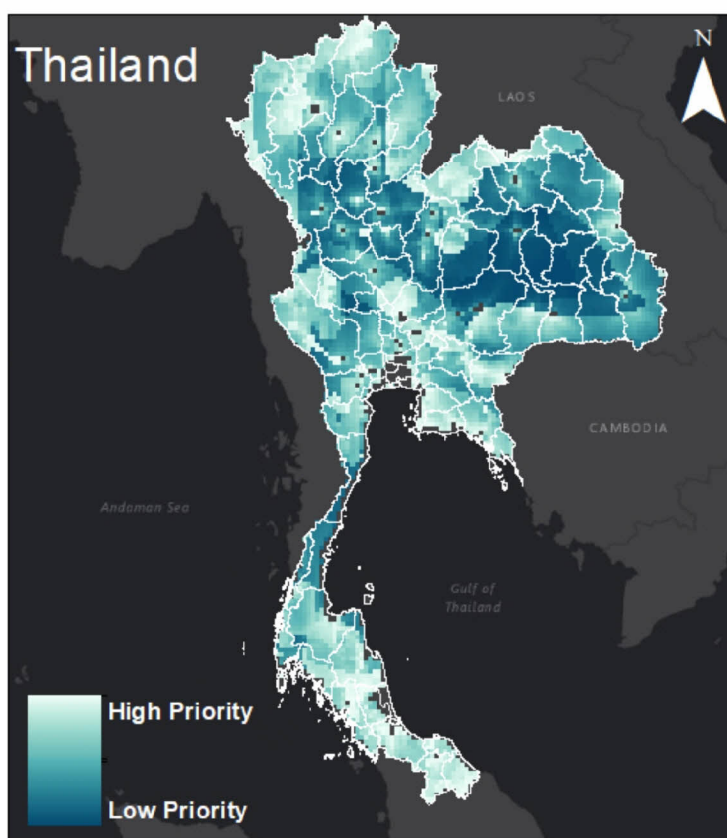 Thailand
N
LAOS
CAMBODIA
Andaman Sea
Gulf of
Thailand
High Priority
Low Priority